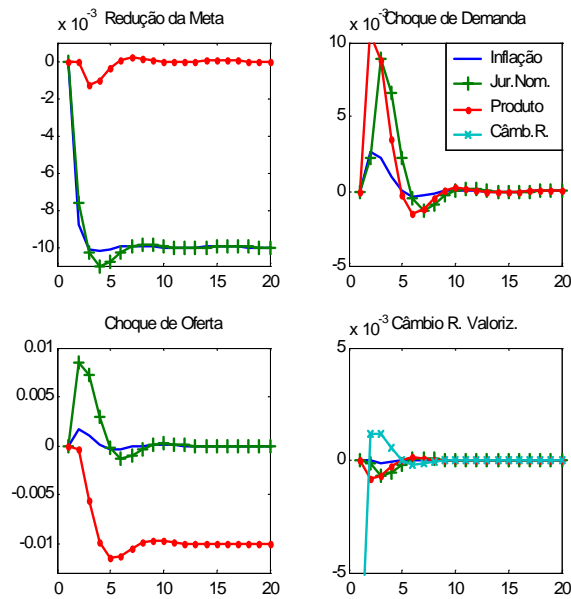 Redução da Meta
x 10⁻³
0
-2
-4
-6
-8
-10
0 5 10 15 20
Choque de Demanda
x 10⁻³
10
5
0
-5
0 5 10 15 20
Inflação
Jur.Nom.
Produto
Câmb.R.
Choque de Oferta
0.01
0.005
0
-0.005
-0.01
0 5 10 15 20
Câmbio R. Valoriz.
x 10⁻³
5
0
-5
0 5 10 15 20